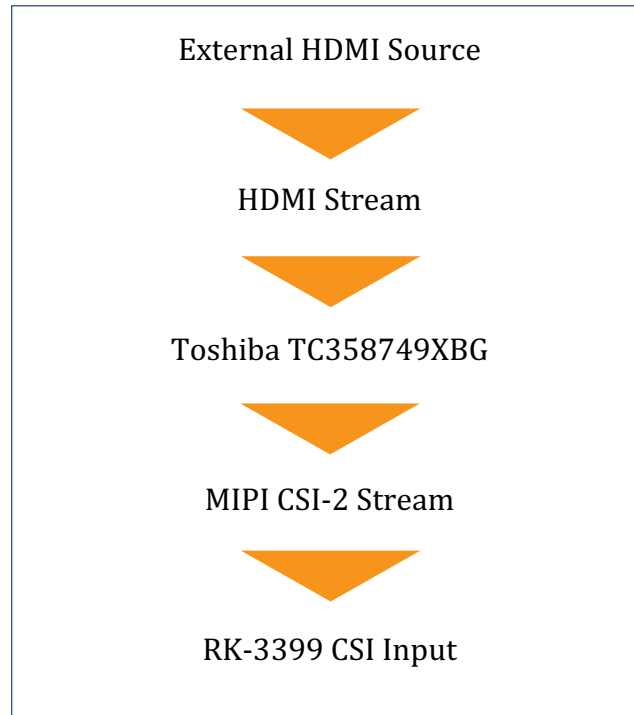 External HDMI Source
HDMI Stream
Toshiba TC358749XBG
MIPI CSI-2 Stream
RK-3399 CSI Input